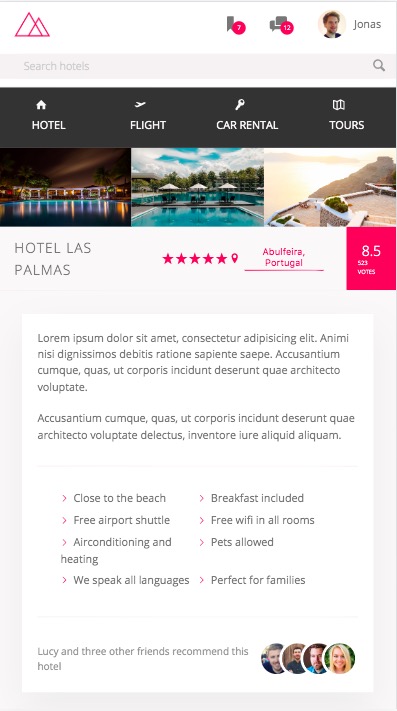 7
12
Jonas
Search hotels
HOTEL
FLIGHT
CAR RENTAL
TOURS
HOTEL LAS
PALMAS
Abulfeira,
Portugal
8.5
523
VOTES
Lorem ipsum dolor sit amet, consectetur adipisicing elit. Animi
nisi dignissimos debitis ratione sapiente saepe. Accusantium
cumque, quas, ut corporis incidunt deserunt quae architecto
voluptate.
Accusantium cumque, quas, ut corporis incidunt deserunt quae
architecto voluptate delectus, inventore iure aliquid aliquam.
Close to the beach
Breakfast included
Free airport shuttle
Free wifi in all rooms
Airconditioning and
heating
Pets allowed
We speak all languages
Perfect for families
Lucy and three other friends recommend this
hotel